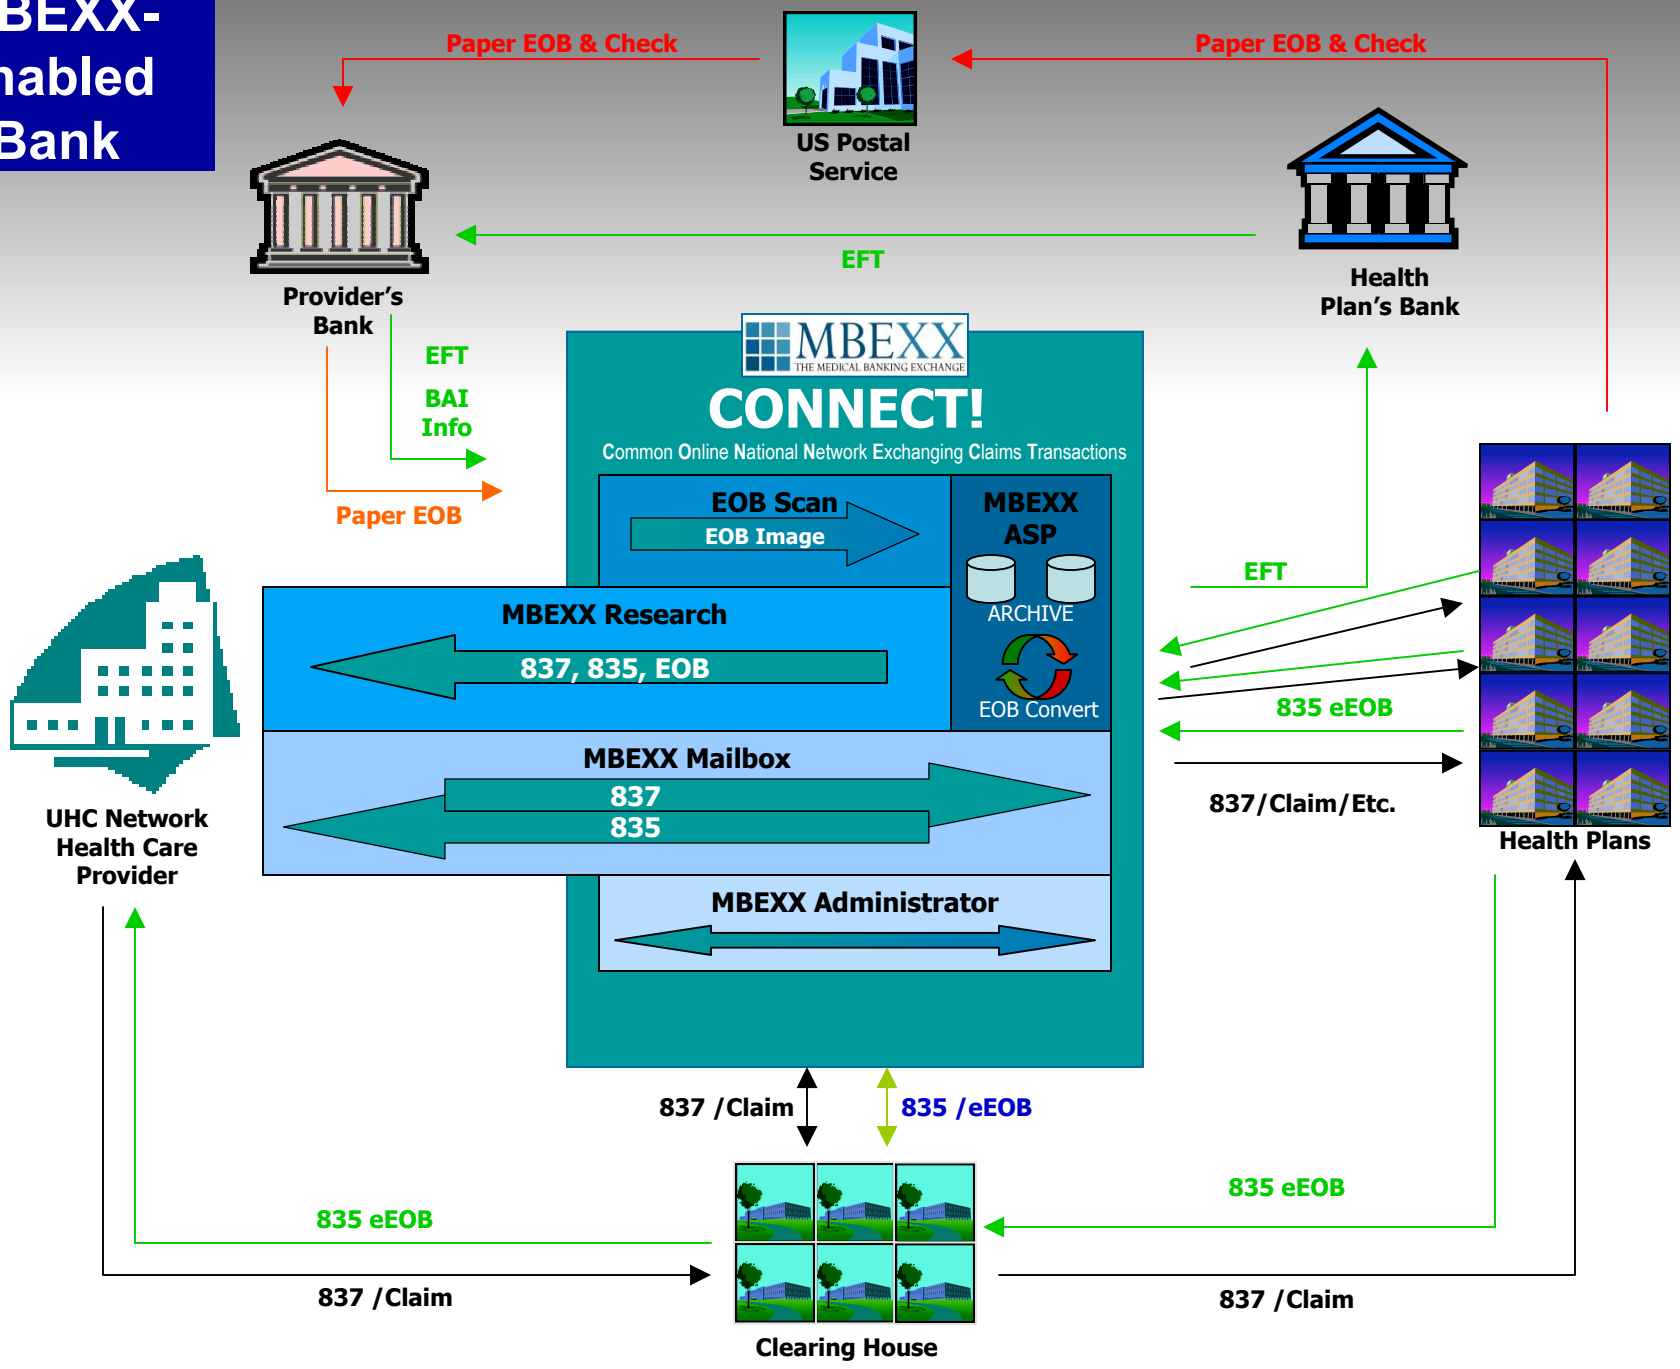 BEXX-
nabled
Bank
Paper EOB & Check
Paper EOB & Check
US Postal
Service
EFT
Provider's
Bank
Health
Plan's Bank
EFT
BAI
Info
Paper EOB
MBEXX
THE MEDICAL BANKING EXCHANGE
CONNECT!
Common Online National Network Exchanging Claims Transactions
EOB Scan
EOB Image
MBEXX
ASP
ARCHIVE
EOB Convert
MBEXX Research
837, 835, EOB
MBEXX Mailbox
837
835
MBEXX Administrator
EFT
835 eEOB
837/Claim/Etc.
Health Plans
UHC Network
Health Care
Provider
837 /Claim
835 /eEOB
835 eEOB
835 eEOB
837 /Claim
837 /Claim
Clearing House